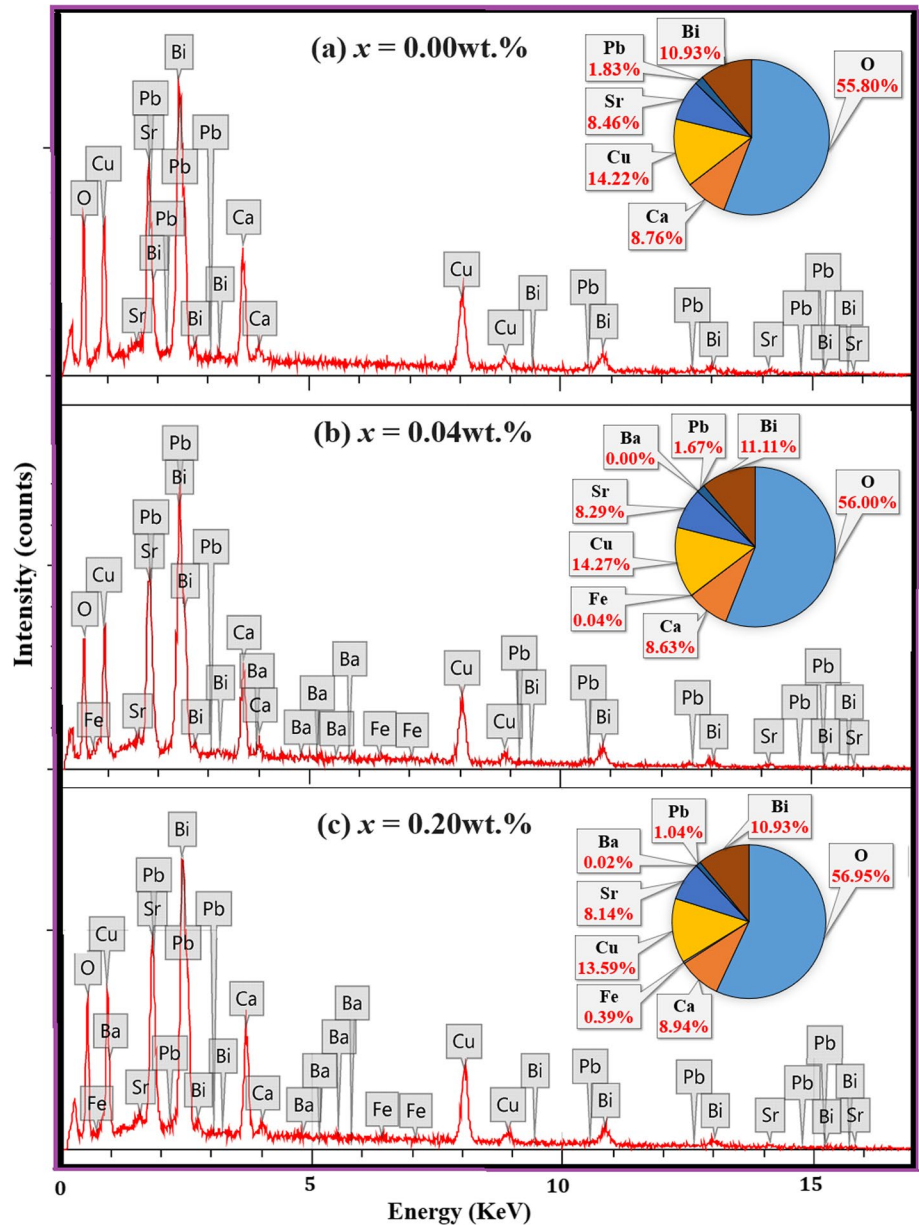 (a) x = 0.00wt.%
Bi
Pb
Sr
Pb
Pb
Cu
O
Pb
Bi
Sr
Bi
Bi
Ca
Ca
Cu
Cu
Bi
Pb
Bi
Pb
Bi
Sr
Pb
Pb
Bi
Bi
Sr
Pb
1.83%
Bi
10.93%
O
55.80%
Sr
8.46%
Cu
14.22%
Ca
8.76%
(b) x = 0.04wt.%
Pb
Bi
Pb
Sr
Pb
Cu
Bi
O
Fe
Sr
Bi
Bi
Ca
Ba
Ca
Ba
Ba
Ba
Ba
Fe
Fe
Cu
Cu
Pb
Bi
Pb
Bi
Pb
Bi
Sr
Pb
Pb
Bi
Bi
Sr
Ba
0.00%
Pb
1.67%
Bi
11.11%
O
56.00%
Sr
8.29%
Cu
14.27%
Fe
0.04%
Ca
8.63%
(c) x = 0.20wt.%
Bi
Pb
Sr
Pb
Pb
Cu
O
Ba
Fe
Sr
Pb
Bi
Bi
Ca
Ca
Ba
Ba
Ba
Ba
Fe
Fe
Cu
Cu
Bi
Pb
Bi
Pb
Bi
Sr
Pb
Pb
Bi
Bi
Sr
Pb
1.04%
Bi
10.93%
Ba
0.02%
O
56.95%
Sr
8.14%
Cu
13.59%
Fe
0.39%
Ca
8.94%
Intensity (counts)
0
5
10
15
Energy (KeV)